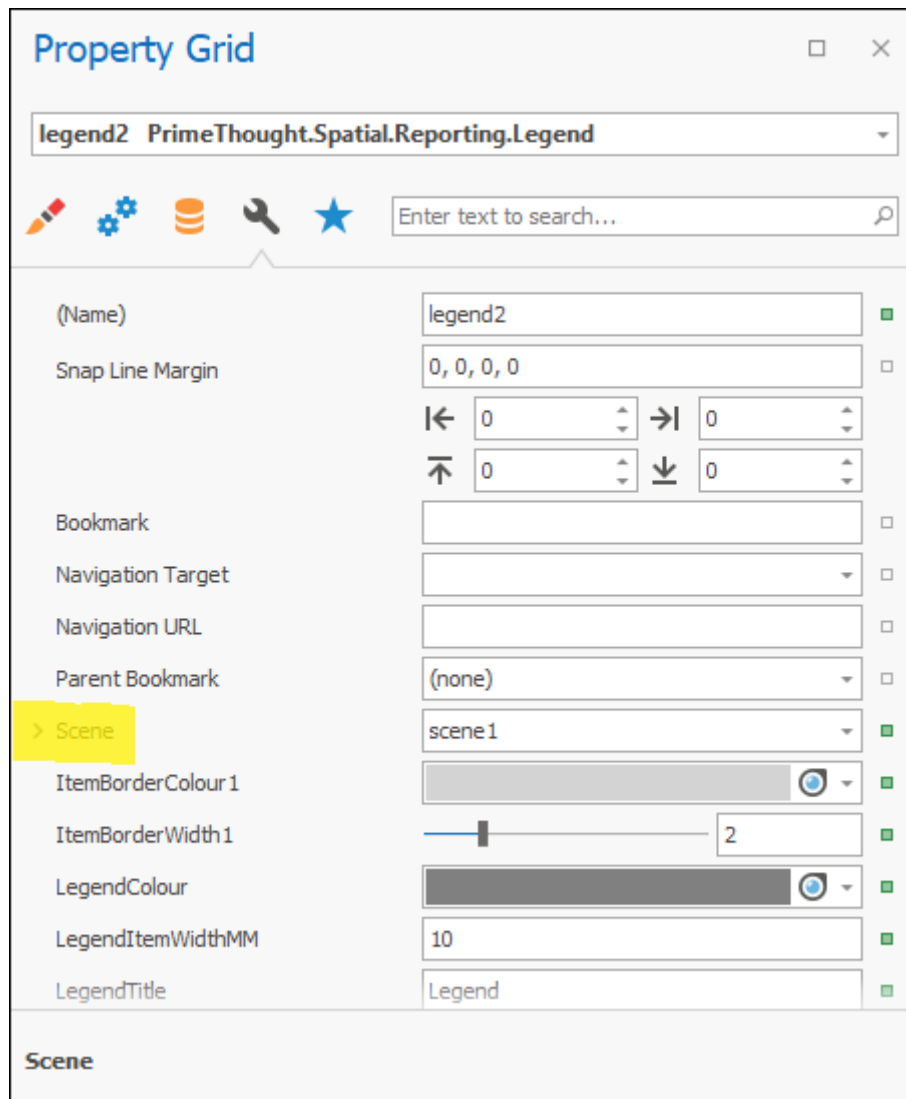 Property Grid
legend2 PrimeThought.Spatial.Reporting.Legend
Enter text to search...
(Name) legend2
Snap Line Margin 0, 0, 0, 0
0 0
0 0
Bookmark
Navigation Target
Navigation URL
Parent Bookmark (none)
Scene scene1
ItemBorderColour1
ItemBorderWidth1 2
LegendColour
LegendItemWidthMM 10
LegendTitle Legend
Scene